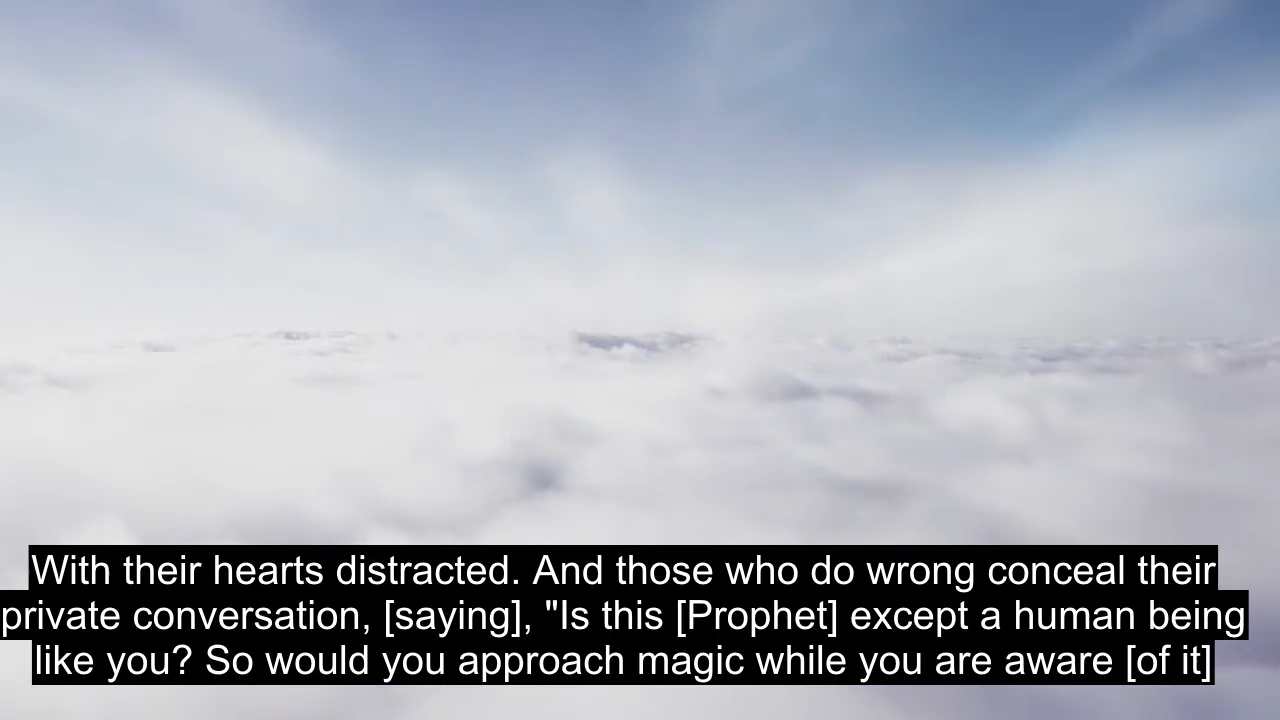 With their hearts distracted. And those who do wrong conceal their
private conversation, [saying], "Is this [Prophet] except a human being
like you? So would you approach magic while you are aware [of it]